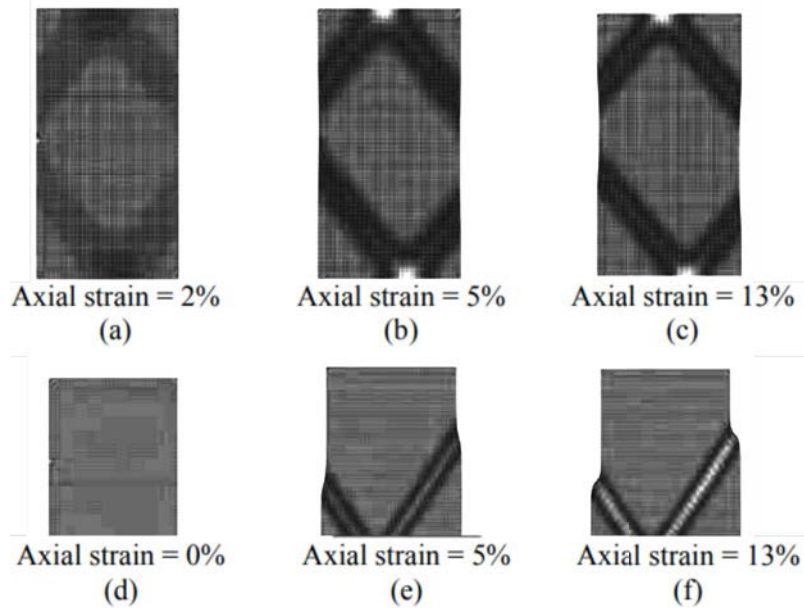 Axial strain = 2%
Axial strain = 5%
Axial strain = 13%
(a)
(b)
(c)
Axial strain = 0%
Axial strain = 5%
Axial strain = 13%
(d)
(e)
(f)